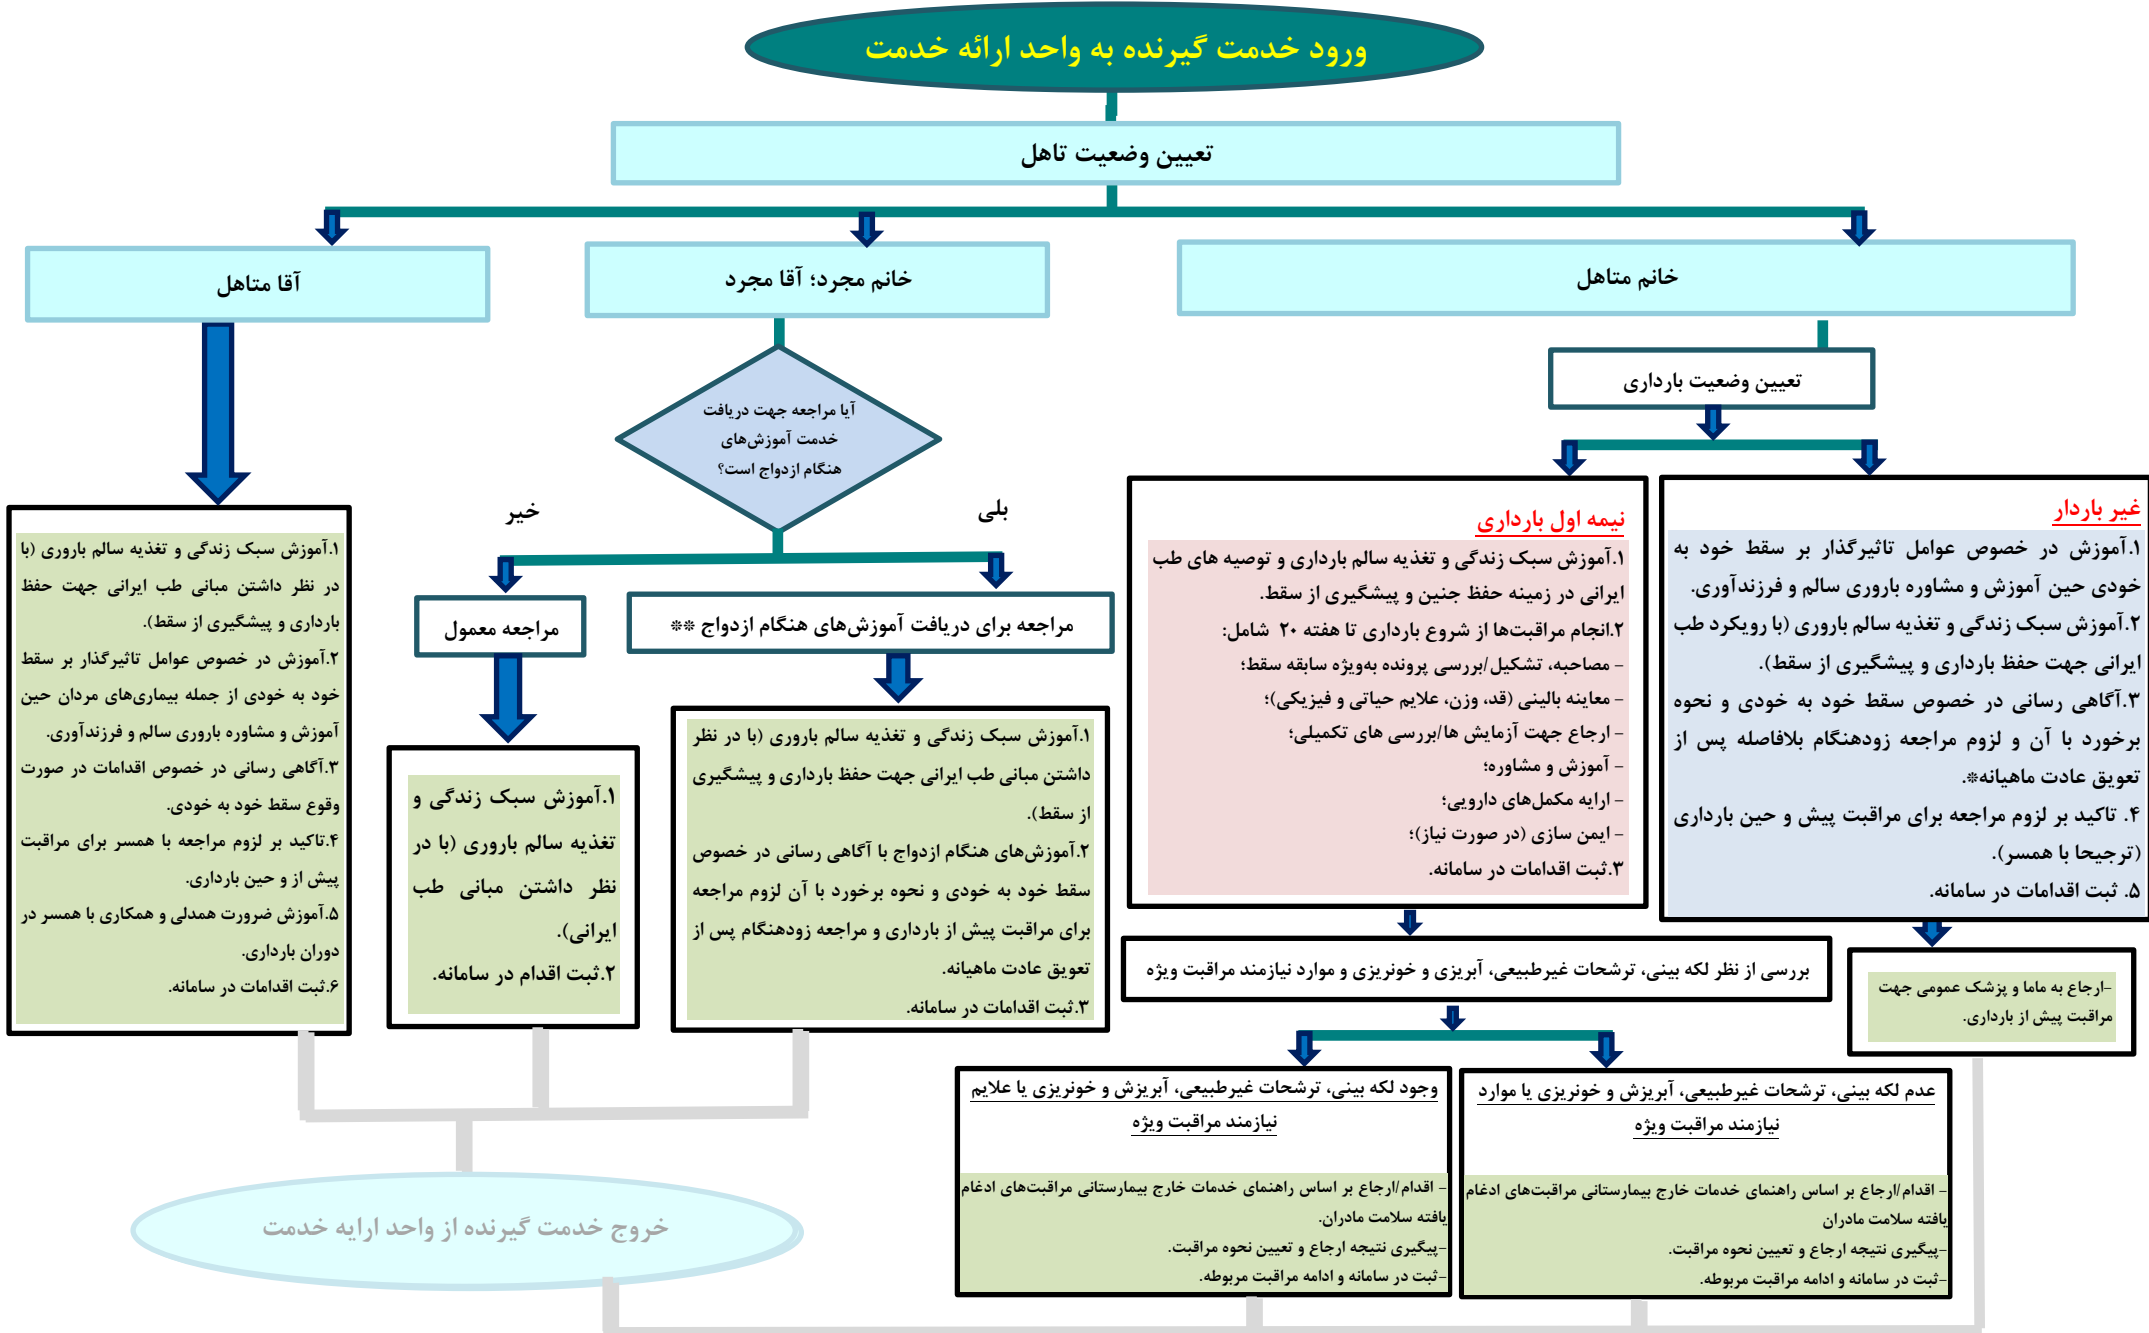 ورود خدمت گیرنده به واحد ارائه خدمت
تعیین وضعیت تاهل
خانم متاهل
خانم مجرد؛ آقا مجرد
آقا متاهل
تعیین وضعیت بارداری
آیا مراجعه جهت دریافت
خدمت آموزش‌های
هنگام ازدواج است؟
بلی
خیر
غیر باردار
۱.آموزش در خصوص عوامل تاثیرگذار بر سقط خود به
خودی حین آموزش و مشاوره باروری سالم و فرزندآوری.
۲.آموزش سبک زندگی و تغذیه سالم باروری (با رویکرد طب
ایرانی جهت حفظ بارداری و پیشگیری از سقط).
۳.آگاهی رسانی در خصوص سقط خود به خودی و نحوه
برخورد با آن و لزوم مراجعه زودهنگام بلافاصله پس از
تعویق عادت ماهیانه*.
۴. تاکید بر لزوم مراجعه برای مراقبت پیش و حین بارداری
(ترجیحا با همسر).
۵. ثبت اقدامات در سامانه.
-ارجاع به ماما و پزشک عمومی جهت
مراقبت پیش از بارداری.
نیمه اول بارداری
۱.آموزش سبک زندگی و تغذیه سالم بارداری و توصیه های طب
ایرانی در زمینه حفظ جنین و پیشگیری از سقط.
۲.انجام مراقبت‌ها از شروع بارداری تا هفته ۲۰ شامل:
- مصاحبه، تشکیل/بررسی پرونده به‌ویژه سابقه سقط؛
- معاینه بالینی (قد، وزن، علایم حیاتی و فیزیکی)؛
- ارجاع جهت آزمایش ها/بررسی های تکمیلی؛
- آموزش و مشاوره؛
- ارایه مکمل‌های دارویی؛
- ایمن سازی (در صورت نیاز)؛
۳.ثبت اقدامات در سامانه.
بررسی از نظر لکه بینی، ترشحات غیرطبیعی، آبریزی و خونریزی و موارد نیازمند مراقبت ویژه
عدم لکه بینی، ترشحات غیرطبیعی، آبریزش و خونریزی یا موارد
نیازمند مراقبت ویژه
- اقدام/ارجاع بر اساس راهنمای خدمات خارج بیمارستانی مراقبت‌های ادغام
یافته سلامت مادران
-پیگیری نتیجه ارجاع و تعیین نحوه مراقبت.
-ثبت در سامانه و ادامه مراقبت مربوطه.
وجود لکه بینی، ترشحات غیرطبیعی، آبریزش و خونریزی یا علایم
نیازمند مراقبت ویژه
- اقدام/ارجاع بر اساس راهنمای خدمات خارج بیمارستانی مراقبت‌های ادغام
یافته سلامت مادران.
-پیگیری نتیجه ارجاع و تعیین نحوه مراقبت.
-ثبت در سامانه و ادامه مراقبت مربوطه.
مراجعه برای دریافت آموزش‌های هنگام ازدواج **
۱.آموزش سبک زندگی و تغذیه سالم باروری (با در نظر
داشتن مبانی طب ایرانی جهت حفظ بارداری و پیشگیری
از سقط).
۲.آموزش‌های هنگام ازدواج با آگاهی رسانی در خصوص
سقط خود به خودی و نحوه برخورد با آن لزوم مراجعه
برای مراقبت پیش از بارداری و مراجعه زودهنگام پس از
تعویق عادت ماهیانه.
۳.ثبت اقدامات در سامانه.
مراجعه معمول
۱.آموزش سبک زندگی و
تغذیه سالم باروری (با در
نظر داشتن مبانی طب
ایرانی).
۲.ثبت اقدام در سامانه.
۱.آموزش سبک زندگی و تغذیه سالم باروری (با
در نظر داشتن مبانی طب ایرانی جهت حفظ
بارداری و پیشگیری از سقط).
۲.آموزش در خصوص عوامل تاثیرگذار بر سقط
خود به خودی از جمله بیماری‌های مردان حین
آموزش و مشاوره باروری سالم و فرزندآوری.
۳.آگاهی رسانی در خصوص اقدامات در صورت
وقوع سقط خود به خودی.
۴.تاکید بر لزوم مراجعه با همسر برای مراقبت
پیش از و حین بارداری.
۵.آموزش ضرورت همدلی و همکاری با همسر در
دوران بارداری.
۶.ثبت اقدامات در سامانه.
خروج خدمت گیرنده از واحد ارایه خدمت